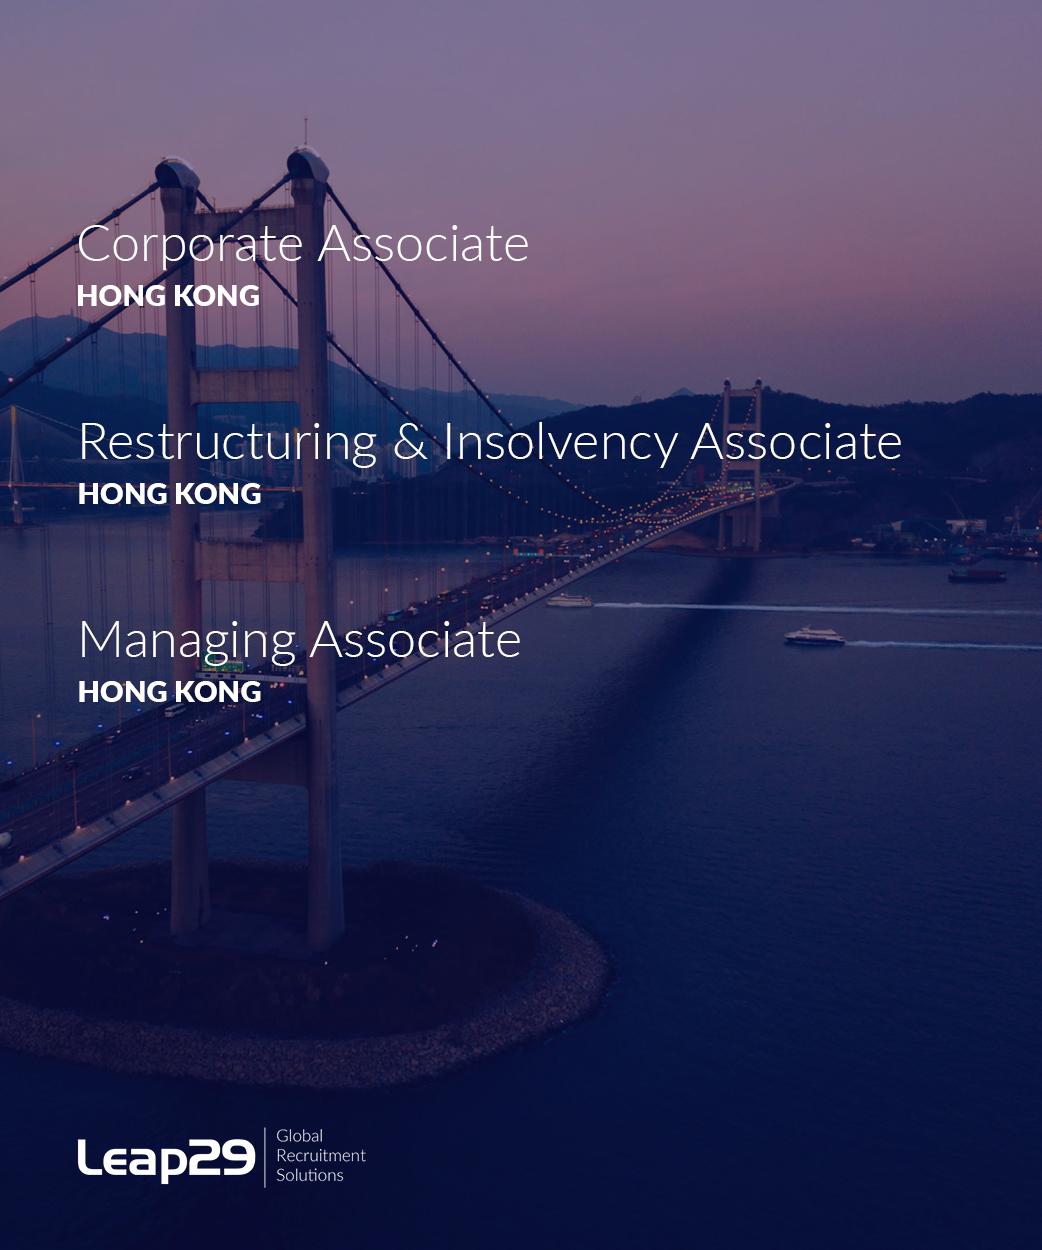 Corporate Associate
HONG KONG
Restructuring & Insolvency Associate
HONG KONG
Managing Associate
HONG KONG
Leap29
Global
Recruitment
Solutions